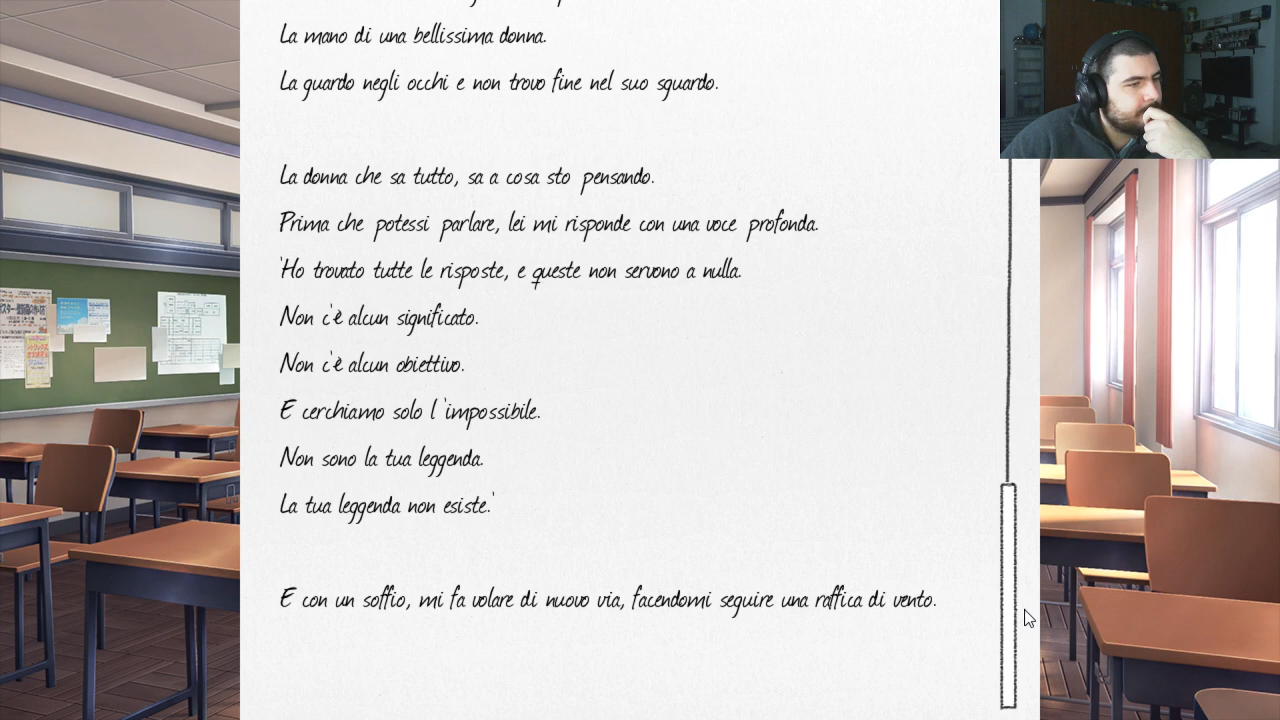 La mano di una bellissima donna.
La guardo negli occhi e non trovo fine nel suo sguardo.
La donna che sa tutto, sa a cosa sto pensando.
Prima che potessi parlare, lei mi risponde con una voce profonda.
'Ho trovato tutte le risposte, e queste non servono a nulla.
Non c'è alcun significato.
Non c'è alcun obiettivo.
E cerchiamo solo l'impossibile.
Non sono la tua leggenda.
La tua leggenda non esiste.'
E con un soffio, mi fa volare di nuovo via, facendomi seguire una raffica di vento.